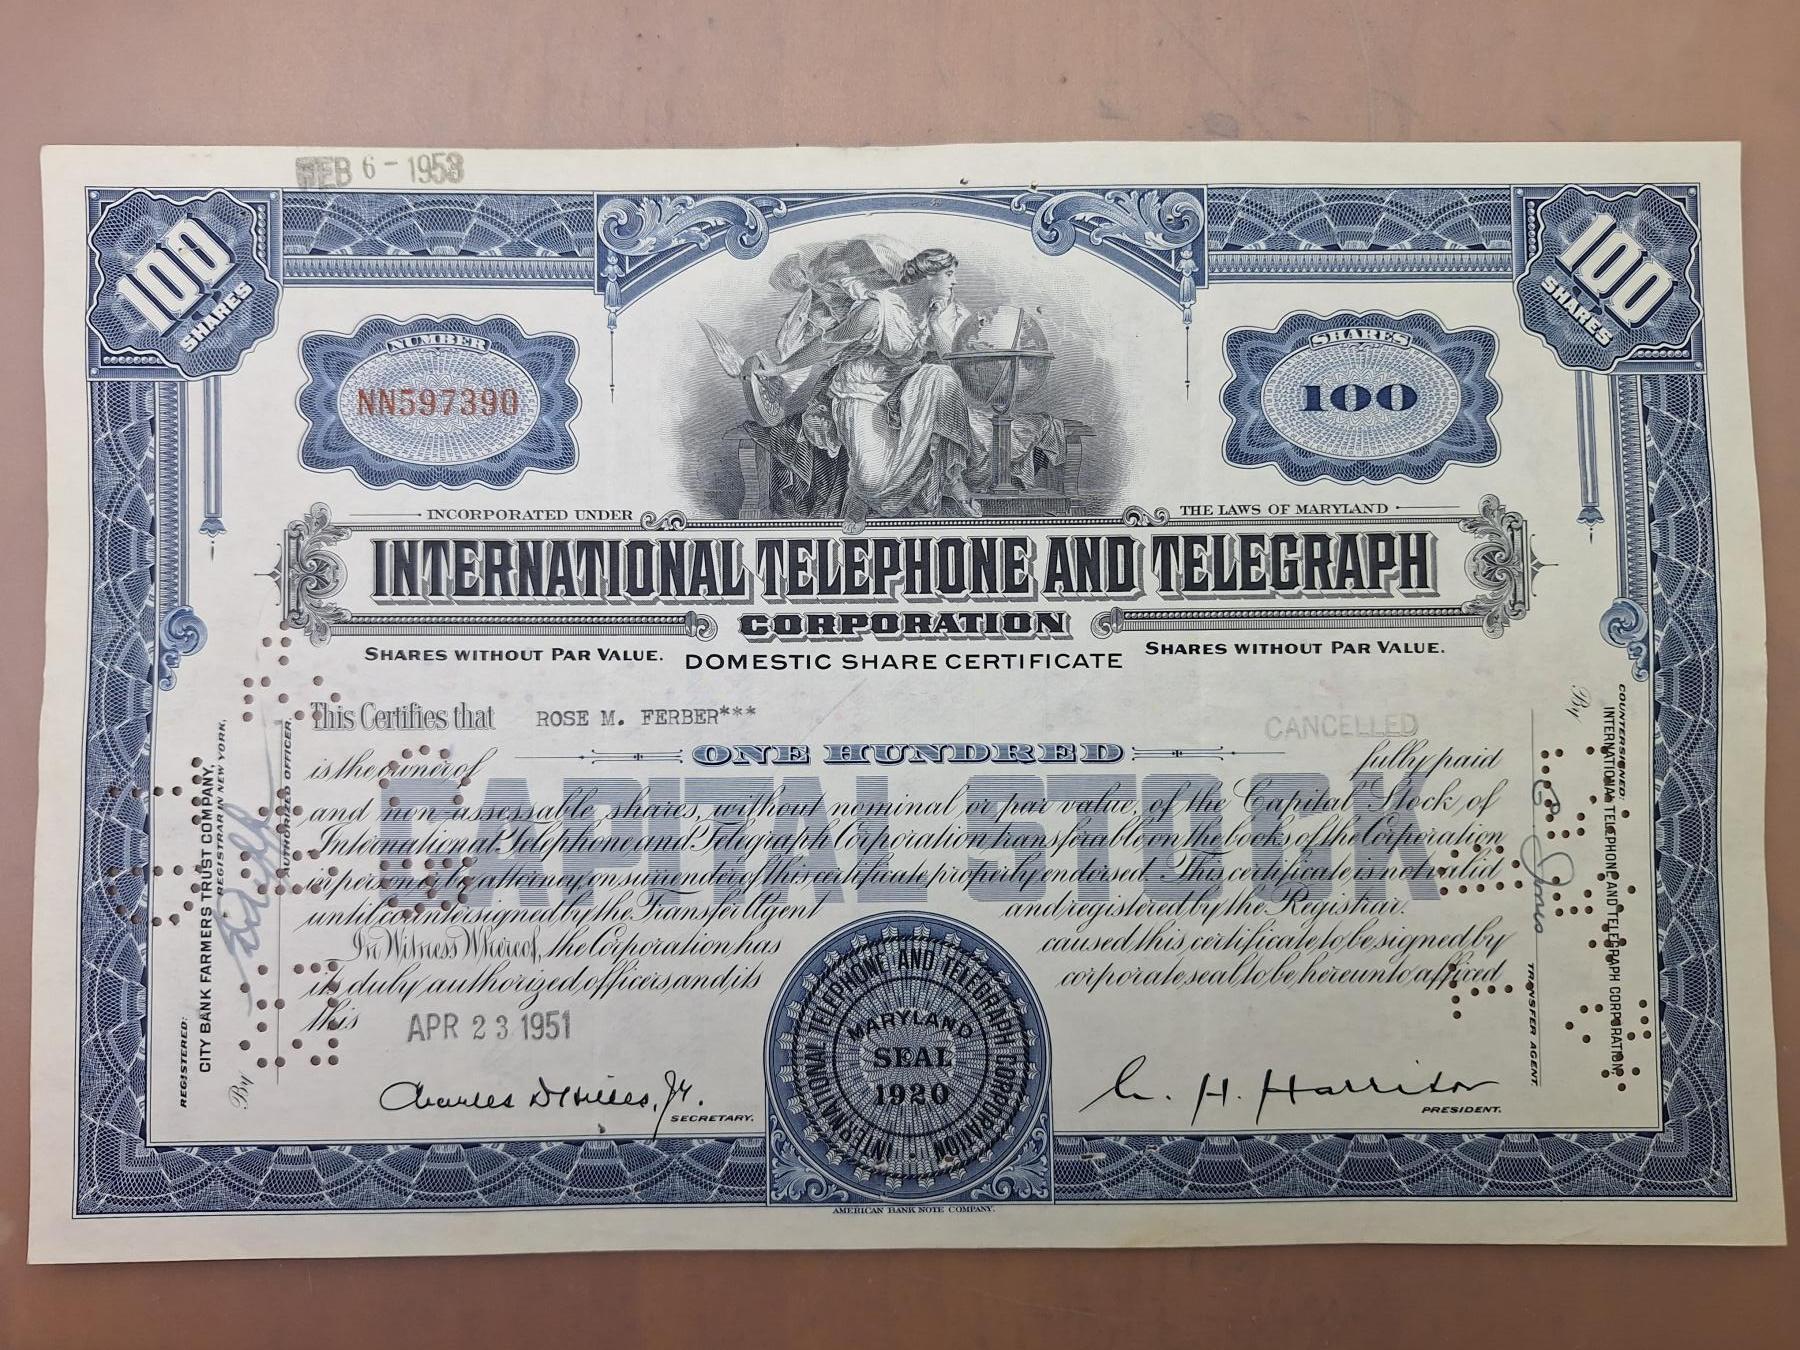 FEB 6 - 1953
100 SHARES
100 SHARES
NUMBER
NN597390
SHARES
100
INCORPORATED UNDER THE LAWS OF MARYLAND
INTERNATIONAL TELEPHONE AND TELEGRAPH
CORPORATION
SHARES WITHOUT PAR VALUE. DOMESTIC SHARE CERTIFICATE SHARES WITHOUT PAR VALUE.
This Certifies that ROSE M. FERBER***
CANCELLED
is the owner of ONE HUNDRED fully paid
CAPITAL STOCK
and non-assessable shares, without nominal or par value, of the Capital Stock of
International Telephone and Telegraph Corporation transferable on the books of the Corporation
in person or by attorney, on surrender of this certificate properly endorsed. This certificate is not valid
until countersigned by the Transfer Agent and registered by the Registrar.
In Witness Whereof, the Corporation has caused this certificate to be signed by
its duly authorized officers and its corporate seal to be hereunto affixed
this APR 23 1951
INTERNATIONAL TELEPHONE AND TELEGRAPH CORPORATION
MARYLAND
SEAL
1920
Charles D Hilles, Jr.
SECRETARY.
W. H. Harrison
PRESIDENT.
REGISTERED:
CITY BANK FARMERS TRUST COMPANY,
REGISTRAR IN NEW YORK.
By
AUTHORIZED OFFICER.
COUNTERSIGNED:
INTERNATIONAL TELEPHONE AND TELEGRAPH CORPORATION,
By
TRANSFER AGENT.
AMERICAN BANK NOTE COMPANY.